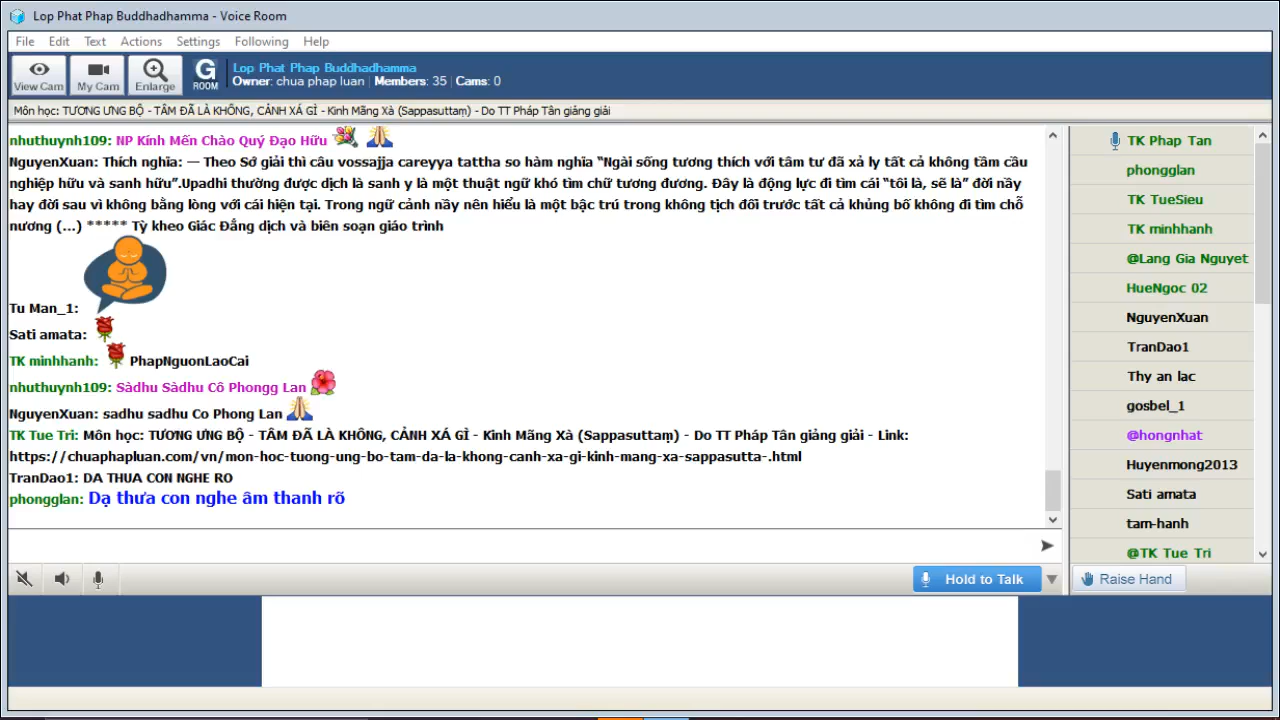 Lop Phat Phap Buddhadhamma - Voice Room
File Edit Text Actions Settings Following Help
View Cam My Cam Enlarge G ROOM
Lop Phat Phap Buddhadhamma
Owner: chua phap luan | Members: 35 | Cams: 0
Môn học: TƯƠNG ƯNG BỘ - TÂM ĐÃ LÀ KHÔNG, CẢNH XÁ GÌ - Kinh Mãng Xà (Sappasuttaṃ) - Do TT Pháp Tân giảng giải
nhuthuynh109: NP Kính Mến Chào Quý Đạo Hữu
NguyenXuan: Thích nghĩa: — Theo Sớ giải thì câu vossajja careyya tattha so hàm nghĩa “Ngài sống tương thích với tâm tư đã xả ly tất cả không tầm cầu
nghiệp hữu và sanh hữu”.Upadhi thường được dịch là sanh y là một thuật ngữ khó tìm chữ tương đương. Đây là động lực đi tìm cái “tôi là, sẽ là” đời nầy
hay đời sau vì không bằng lòng với cái hiện tại. Trong ngữ cảnh nầy nên hiểu là một bậc trú trong không tịch đối trước tất cả khủng bố không đi tìm chỗ
nương (...) ***** Tỳ kheo Giác Đẳng dịch và biên soạn giáo trình
Tu Man_1:
Sati amata:
TK minhhanh: PhapNguonLaoCai
nhuthuynh109: Sàdhu Sàdhu Cô Phongg Lan
NguyenXuan: sadhu sadhu Co Phong Lan
TK Tue Tri: Môn học: TƯƠNG ƯNG BỘ - TÂM ĐÃ LÀ KHÔNG, CẢNH XÁ GÌ - Kinh Mãng Xà (Sappasuttaṃ) - Do TT Pháp Tân giảng giải - Link:
https://chuaphapluan.com/vn/mon-hoc-tuong-ung-bo-tam-da-la-khong-canh-xa-gi-kinh-mang-xa-sappasutta-.html
TranDao1: DA THUA CON NGHE RO
phongglan: Dạ thưa con nghe âm thanh rõ
Hold to Talk
TK Phap Tan
phongglan
TK TueSieu
TK minhhanh
@Lang Gia Nguyet
HueNgoc 02
NguyenXuan
TranDao1
Thy an lac
gosbel_1
@hongnhat
Huyenmong2013
Sati amata
tam-hanh
@TK Tue Tri
Raise Hand